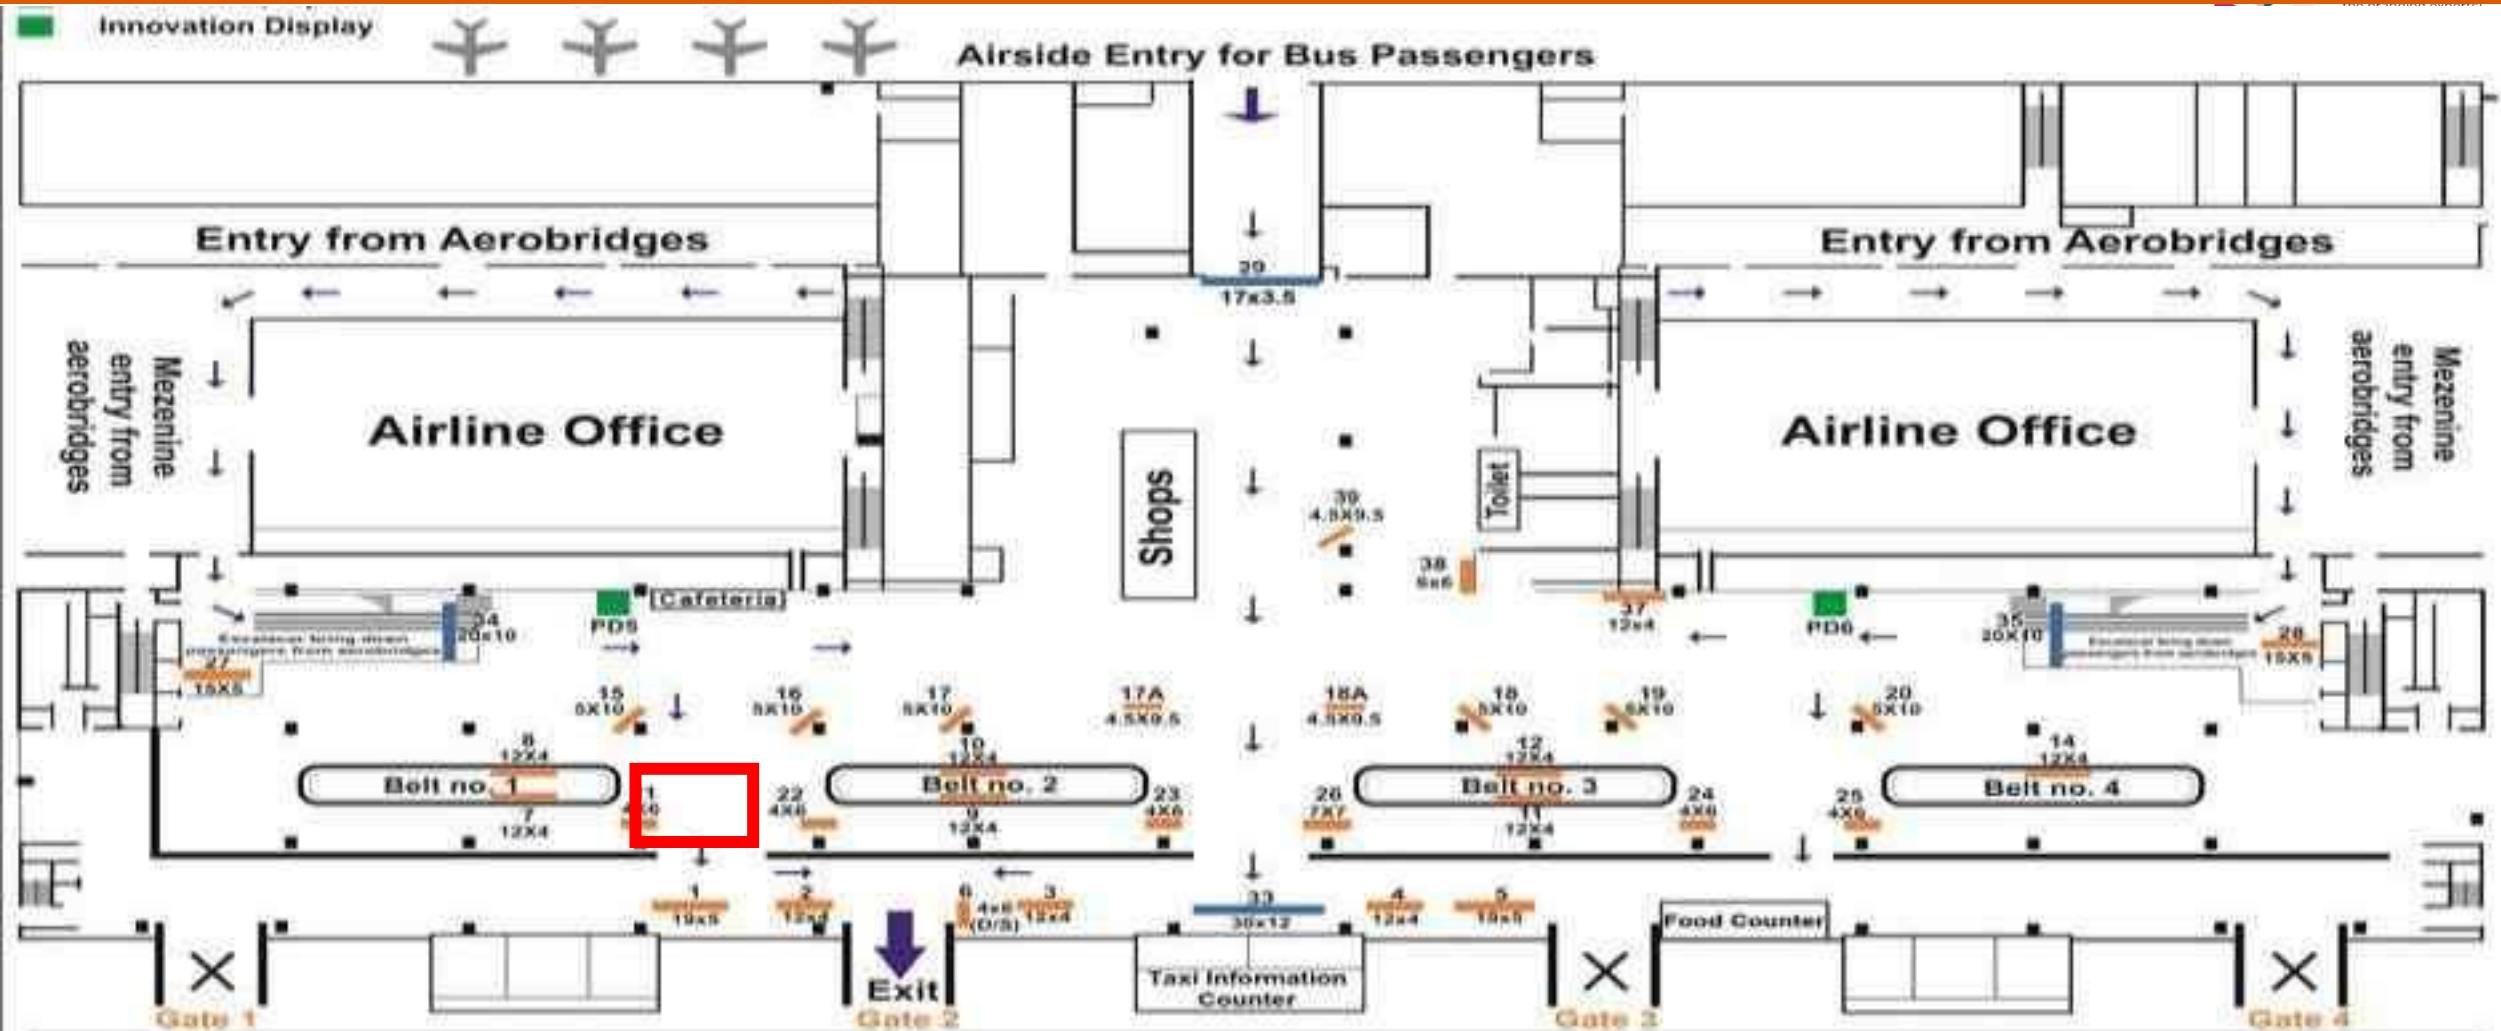 Innovation Display
Airside Entry for Bus Passengers
Entry from Aerobridges
Entry from Aerobridges
29
17x3.5
Mezenine
entry from
aerobridges
Airline Office
Shops
Toilet
Airline Office
Mezenine
entry from
aerobridges
39
4.5X9.5
38
6x6
37
12x4
Cafeteria
PD5
PD6
34
20x10
35
20X10
passengers from aerobridges
27
15X5
28
15X5
15
5X10
16
5X10
17
5X10
17A
4.5X9.5
18A
4.5X9.5
18
5X10
19
5X10
20
5X10
8
12X4
Belt no. 1
7
12X4
22
4X6
10
12X4
Belt no. 2
9
12X4
23
4X6
26
7X7
12
12X4
Belt no. 3
11
12X4
24
4X6
25
4X6
14
12X4
Belt no. 4
1
19x5
2
12x4
6
4x6
(D/S)
3
12x4
33
30x12
4
12x4
5
19x5
Food Counter
Taxi Information
Counter
Exit
Gate 1
Gate 2
Gate 3
Gate 4